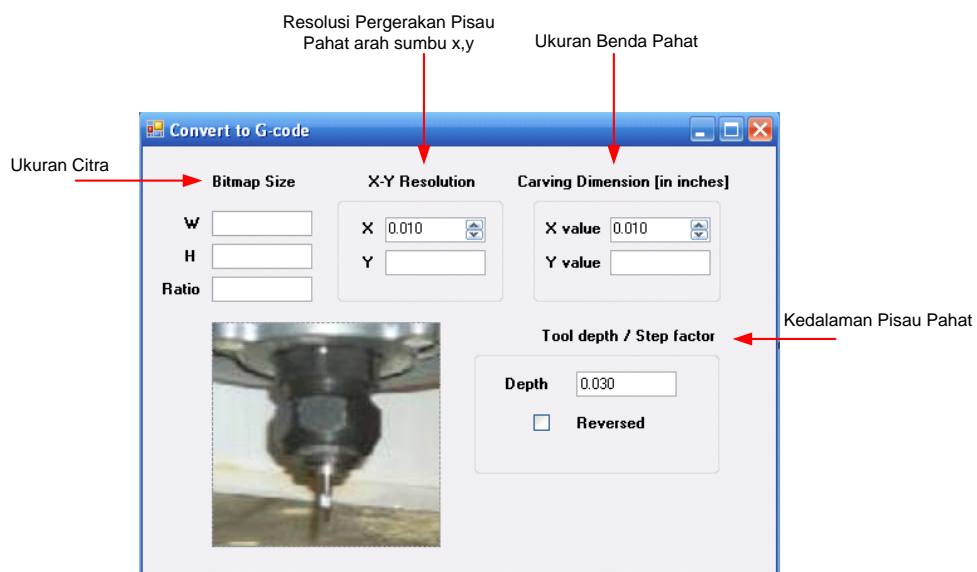 Resolusi Pergerakan Pisau
Pahat arah sumbu x,y
Ukuran Benda Pahat
Convert to G-code
Ukuran Citra
Bitmap Size
X-Y Resolution
Carving Dimension [in inches]
W
X 0.010
X value 0.010
H
Y
Y value
Ratio
Kedalaman Pisau Pahat
Tool depth / Step factor
Depth 0.030
Reversed